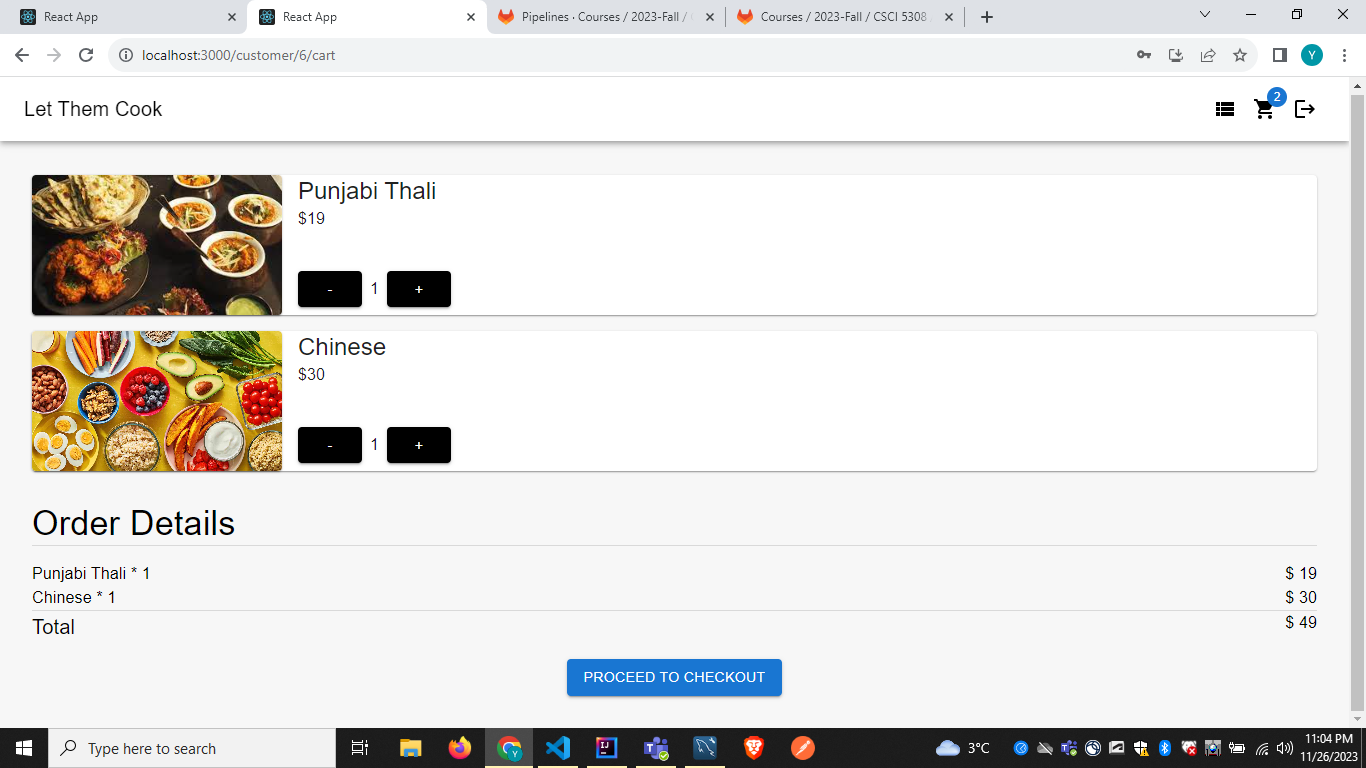 React App
React App
Pipelines · Courses / 2023-Fall /
Courses / 2023-Fall / CSCI 5308
localhost:3000/customer/6/cart
Y
Let Them Cook
2
Punjabi Thali
$19
- 1 +
Chinese
$30
- 1 +
Order Details
Punjabi Thali * 1 $ 19
Chinese * 1 $ 30
Total $ 49
PROCEED TO CHECKOUT
Type here to search
3°C
11:04 PM
11/26/2023